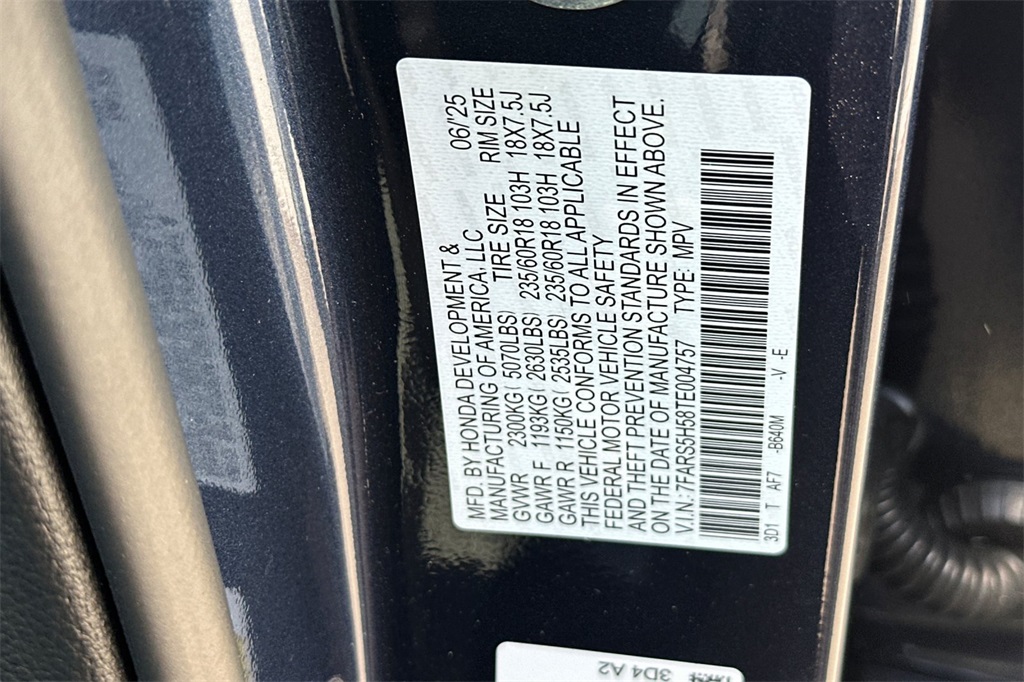 MFD. BY HONDA DEVELOPMENT & 06/'25
MANUFACTURING OF AMERICA, LLC
TIRE SIZE RIM SIZE
GVWR 2300KG( 5070LBS)
GAWR F 1193KG( 2630LBS) 235/60R18 103H 18X7.5J
GAWR R 1150KG( 2535LBS) 235/60R18 103H 18X7.5J
THIS VEHICLE CONFORMS TO ALL APPLICABLE
FEDERAL MOTOR VEHICLE SAFETY
AND THEFT PREVENTION STANDARDS IN EFFECT
ON THE DATE OF MANUFACTURE SHOWN ABOVE.
V.I.N.: 7FARS5H587E004757 TYPE: MPV
3D1 T AF7 -B640M -V -E
3D4 A2